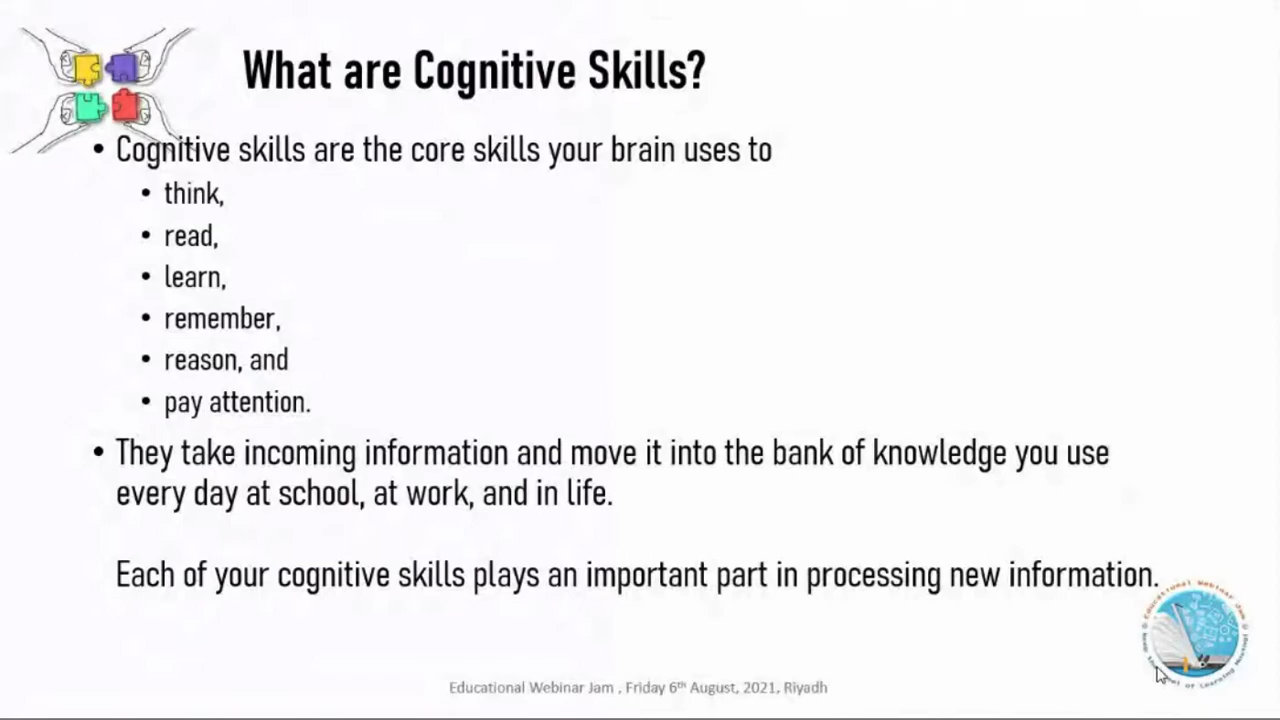 What are Cognitive Skills?
• Cognitive skills are the core skills your brain uses to
• think,
• read,
• learn,
• remember,
• reason, and
• pay attention.
• They take incoming information and move it into the bank of knowledge you use
every day at school, at work, and in life.
Each of your cognitive skills plays an important part in processing new information.
Educational Webinar Jam
Educational Webinar Jam , Friday 6th August, 2021, Riyadh